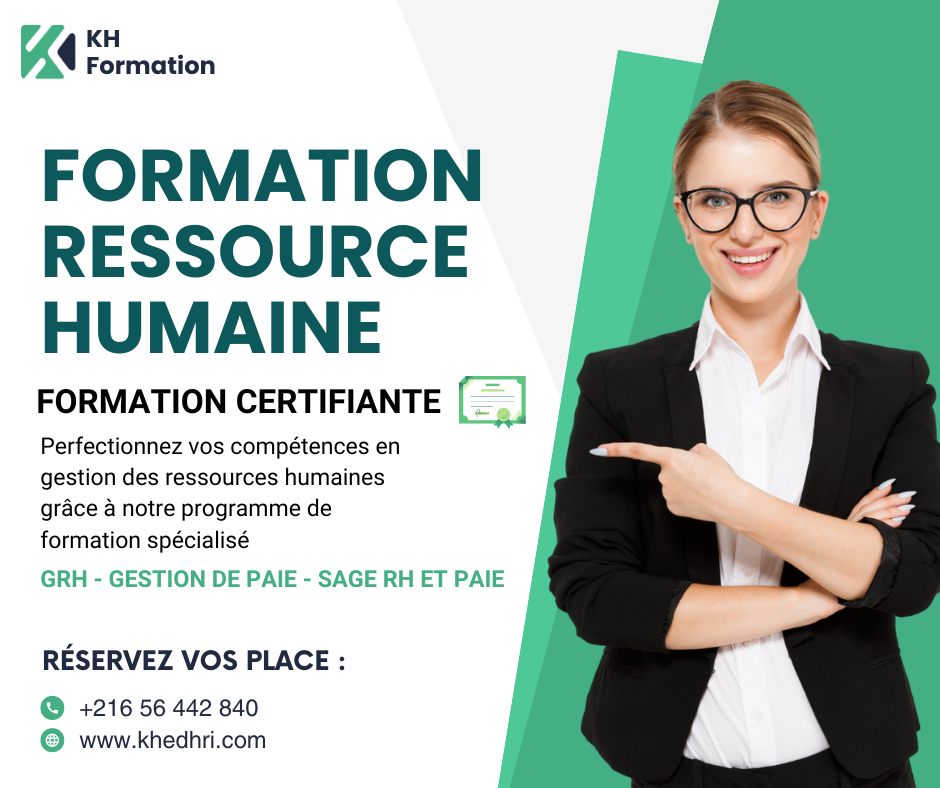 KH
Formation
FORMATION
RESSOURCE
HUMAINE
FORMATION CERTIFIANTE
Perfectionnez vos compétences en
gestion des ressources humaines
grâce à notre programme de
formation spécialisé
GRH - GESTION DE PAIE - SAGE RH ET PAIE
RÉSERVEZ VOS PLACE :
+216 56 442 840
www.khedhri.com